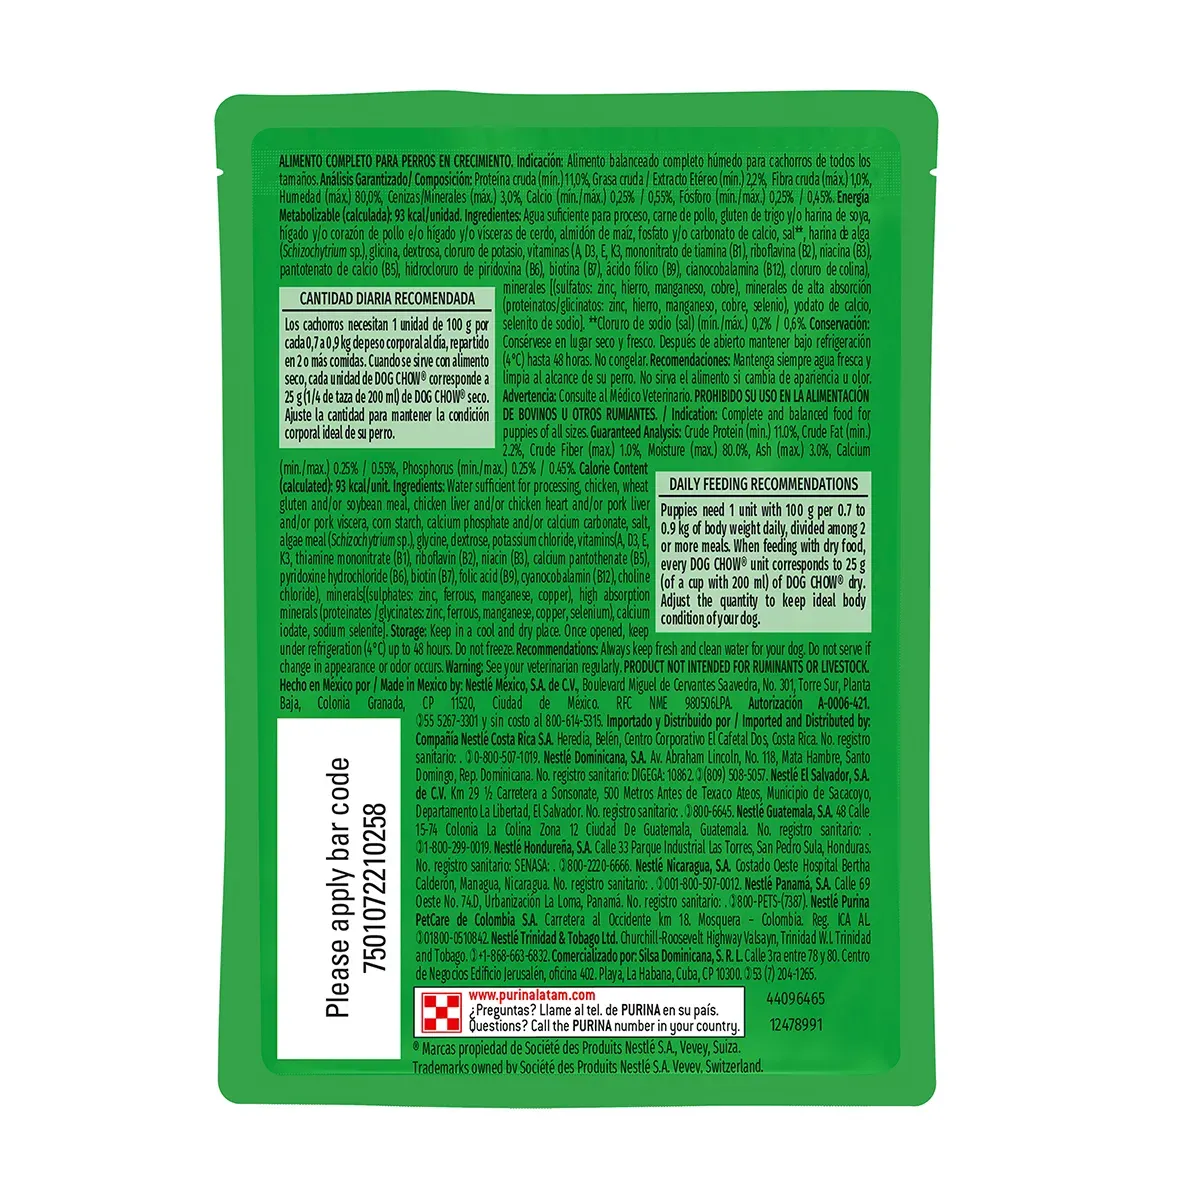 ALIMENTO COMPLETO PARA PERROS EN CRECIMIENTO. Indicación: Alimento balanceado completo húmedo para cachorros de todos los
tamaños. Análisis Garantizado/ Composición: Proteína cruda (mín.) 11,0%, Grasa cruda / Extracto Etéreo (mín.) 2,2%, Fibra cruda (máx.) 1,0%,
Humedad (máx.) 80,0%, Cenizas/Minerales (máx.) 3,0%, Calcio (mín./máx.) 0,25% / 0,55%, Fósforo (mín./máx.) 0,25% / 0,45%. Energía
Metabolizable (calculada): 93 kcal/unidad. Ingredientes: Agua suficiente para proceso, carne de pollo, gluten de trigo y/o harina de soya,
hígado y/o corazón de pollo e/o hígado y/o vísceras de cerdo, almidón de maíz, fosfato y/o carbonato de calcio, sal**, harina de alga
(Schizochytrium sp.), glicina, dextrosa, cloruro de potasio, vitaminas (A, D3, E, K3, mononitrato de tiamina (B1), riboflavina (B2), niacina (B3),
pantotenato de calcio (B5), hidrocloruro de piridoxina (B6), biotina (B7), ácido fólico (B9), cianocobalamina (B12), cloruro de colina),
minerales [(sulfatos: zinc, hierro, manganeso, cobre), minerales de alta absorción
(proteinatos/glicinatos: zinc, hierro, manganeso, cobre, selenio), yodato de calcio,
selenito de sodio]. **Cloruro de sodio (sal) (mín./máx.) 0,2% / 0,6%. Conservación:
Consérvese en lugar seco y fresco. Después de abierto mantener bajo refrigeración
(4°C) hasta 48 horas. No congelar. Recomendaciones: Mantenga siempre agua fresca y
limpia al alcance de su perro. No sirva el alimento si cambia de apariencia u olor.
Advertencia: Consulte al Médico Veterinario. PROHIBIDO SU USO EN LA ALIMENTACIÓN
DE BOVINOS U OTROS RUMIANTES. / Indication: Complete and balanced food for
puppies of all sizes. Guaranteed Analysis: Crude Protein (min.) 11.0%, Crude Fat (min.)
2.2%, Crude Fiber (max.) 1.0%, Moisture (max.) 80.0%, Ash (max.) 3.0%, Calcium
CANTIDAD DIARIA RECOMENDADA
Los cachorros necesitan 1 unidad de 100 g por
cada 0,7 a 0,9 kg de peso corporal al día, repartido
en 2 o más comidas. Cuando se sirve con alimento
seco, cada unidad de DOG CHOW® corresponde a
25 g (1/4 de taza de 200 ml) de DOG CHOW® seco.
Ajuste la cantidad para mantener la condición
corporal ideal de su perro.
(min./max.) 0.25% / 0.55%, Phosphorus (min./max.) 0.25% / 0.45%. Calorie Content
(calculated): 93 kcal/unit. Ingredients: Water sufficient for processing, chicken, wheat
gluten and/or soybean meal, chicken liver and/or chicken heart and/or pork liver
and/or pork viscera, corn starch, calcium phosphate and/or calcium carbonate, salt,
algae meal (Schizochytrium sp.), glycine, dextrose, potassium chloride, vitamins(A, D3, E,
K3, thiamine mononitrate (B1), riboflavin (B2), niacin (B3), calcium pantothenate (B5),
pyridoxine hydrochloride (B6), biotin (B7), folic acid (B9), cyanocobalamin (B12), choline
chloride), minerals[(sulphates: zinc, ferrous, manganese, copper), high absorption
minerals (proteinates /glycinates: zinc, ferrous, manganese, copper, selenium), calcium
iodate, sodium selenite]. Storage: Keep in a cool and dry place. Once opened, keep
under refrigeration (4°C) up to 48 hours. Do not freeze. Recommendations: Always keep fresh and clean water for your dog. Do not serve if
change in appearance or odor occurs. Warning: See your veterinarian regularly. PRODUCT NOT INTENDED FOR RUMINANTS OR LIVESTOCK.
DAILY FEEDING RECOMMENDATIONS
Puppies need 1 unit with 100 g per 0.7 to
0.9 kg of body weight daily, divided among 2
or more meals. When feeding with dry food,
every DOG CHOW® unit corresponds to 25 g
(of a cup with 200 ml) of DOG CHOW® dry.
Adjust the quantity to keep ideal body
condition of your dog.
Hecho en México por / Made in Mexico by: Nestlé México, S.A. de C.V., Boulevard Miguel de Cervantes Saavedra, No. 301, Torre Sur, Planta
Baja, Colonia Granada, CP 11520, Ciudad de México. RFC NME 980506LPA. Autorización A-0006-421.
55 5267-3301 y sin costo al 800-614-5315. Importado y Distribuido por / Imported and Distributed by:
Compañía Nestlé Costa Rica S.A. Heredia, Belén, Centro Corporativo El Cafetal Dos, Costa Rica. No. registro
sanitario: . 0-800-507-1019. Nestlé Dominicana, S.A. Av. Abraham Lincoln, No. 118, Mata Hambre, Santo
Domingo, Rep. Dominicana. No. registro sanitario: DIGEGA: 10862. (809) 508-5057. Nestlé El Salvador, S.A.
de C.V. Km 29 ½ Carretera a Sonsonate, 500 Metros Antes de Texaco Ateos, Municipio de Sacacoyo,
Departamento La Libertad, El Salvador. No. registro sanitario: . 800-6645. Nestlé Guatemala, S.A. 48 Calle
15-74 Colonia La Colina Zona 12 Ciudad De Guatemala, Guatemala. No. registro sanitario: .
1-800-299-0019. Nestlé Hondureña, S.A. Calle 33 Parque Industrial Las Torres, San Pedro Sula, Honduras.
No. registro sanitario: SENASA: . 800-2220-6666. Nestlé Nicaragua, S.A. Costado Oeste Hospital Bertha
Calderón, Managua, Nicaragua. No. registro sanitario: . 001-800-507-0012. Nestlé Panamá, S.A. Calle 69
Oeste No. 74.D, Urbanización La Loma, Panamá. No. registro sanitario: . 800-PETS-(7387). Nestlé Purina
PetCare de Colombia S.A. Carretera al Occidente km 18. Mosquera – Colombia. Reg. ICA AL
01800-0510842. Nestlé Trinidad & Tobago Ltd. Churchill-Roosevelt Highway Valsayn, Trinidad W.I. Trinidad
and Tobago. +1-868-663-6832. Comercializado por: Silsa Dominicana, S. R. L. Calle 3ra entre 78 y 80. Centro
de Negocios Edificio Jerusalén, oficina 402. Playa, La Habana, Cuba, CP 10300. 53 (7) 204-1265.
Please apply bar code
7501072210258
www.purinalatam.com
¿Preguntas? Llame al tel. de PURINA en su país.
Questions? Call the PURINA number in your country.
44096465
12478991
® Marcas propiedad de Société des Produits Nestlé S.A., Vevey, Suiza.
Trademarks owned by Société des Produits Nestlé S.A. Vevey, Switzerland.